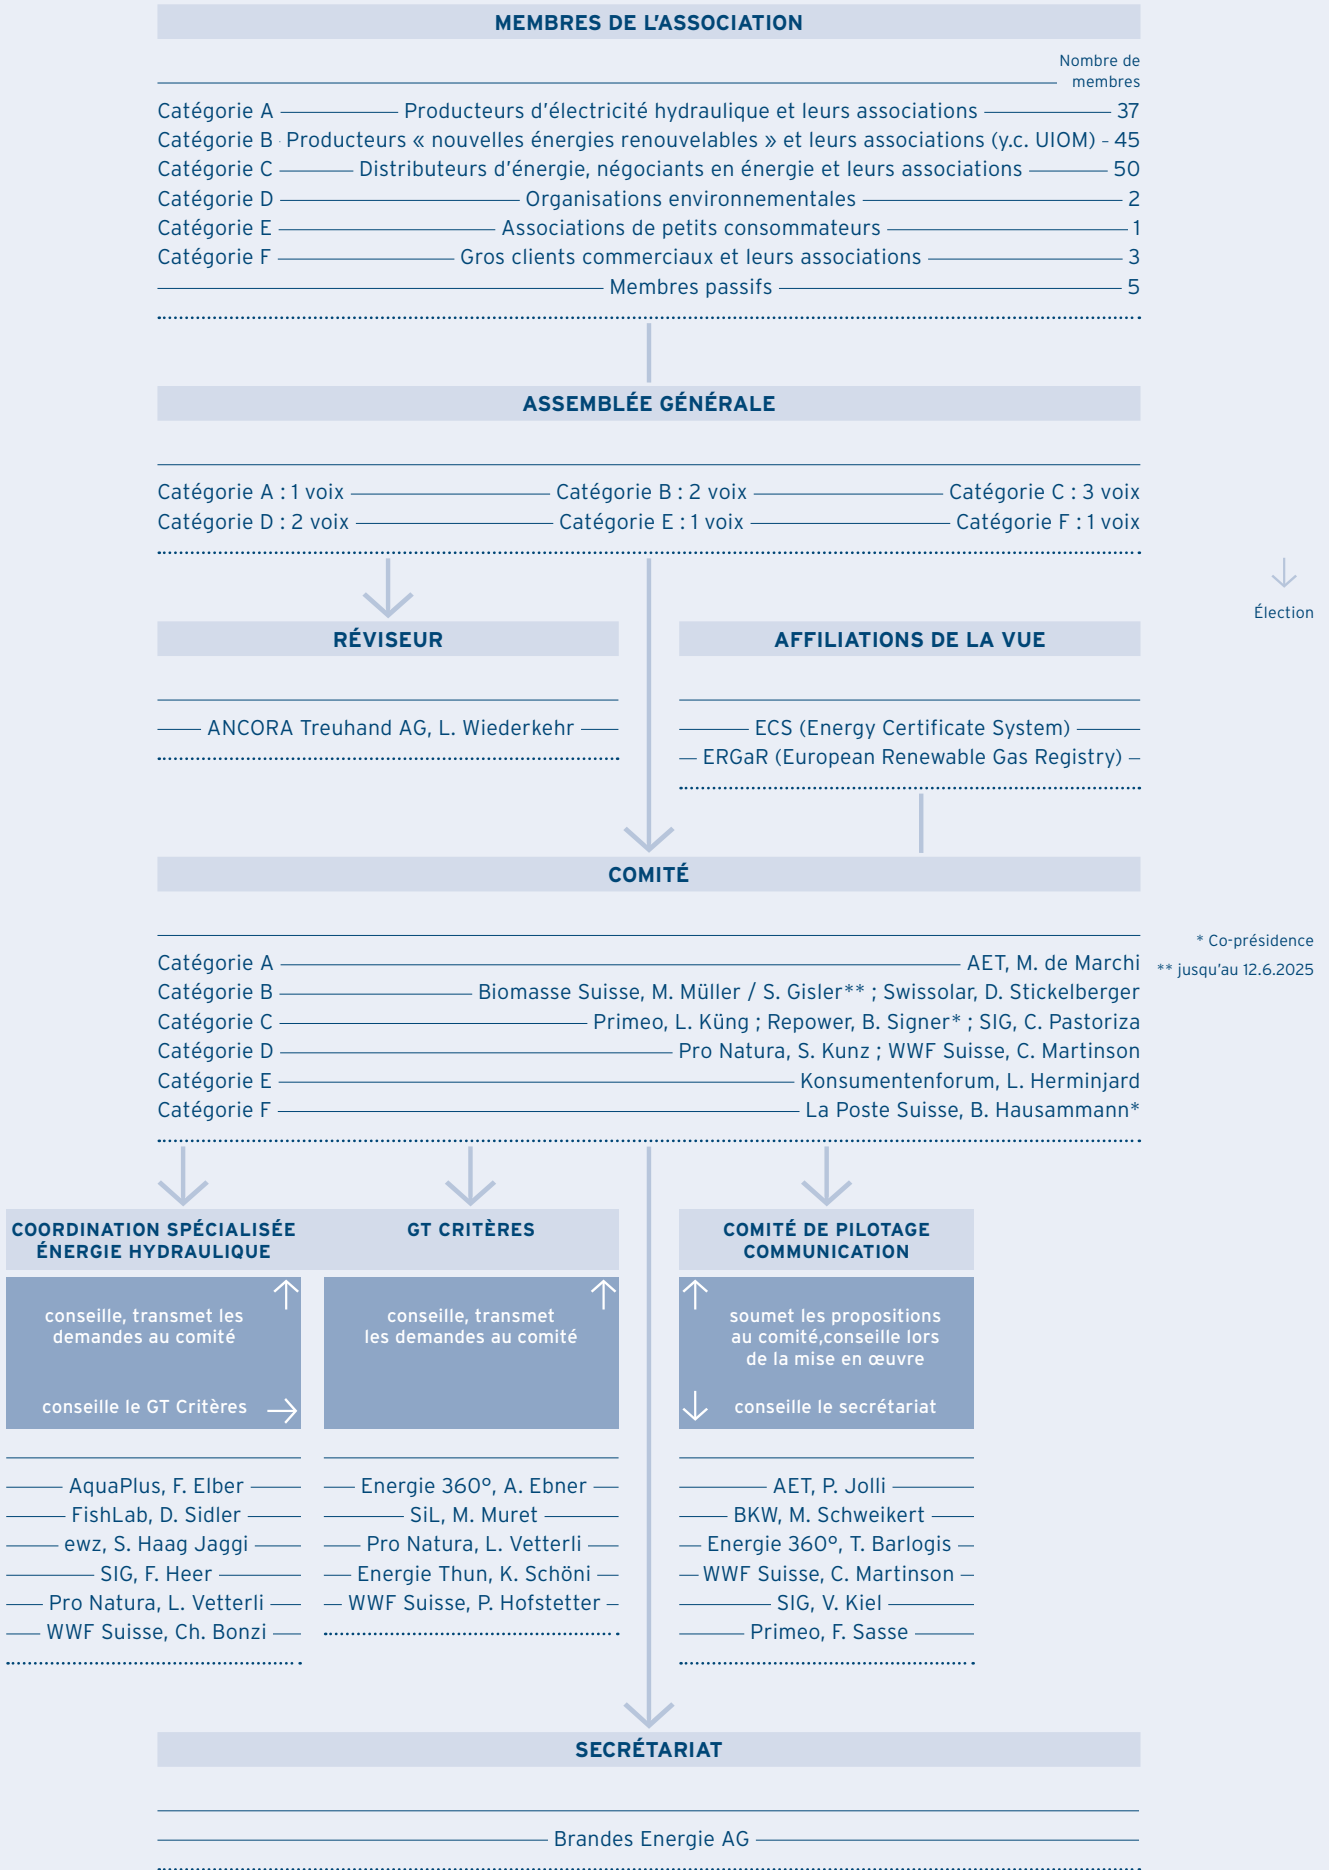 MEMBRES DE L'ASSOCIATION
Nombre de
membres
Catégorie A Producteurs d'électricité hydraulique et leurs associations 37
Catégorie B Producteurs « nouvelles énergies renouvelables » et leurs associations (y.c. UIOM) 45
Catégorie C Distributeurs d'énergie, négociants en énergie et leurs associations 50
Catégorie D Organisations environnementales 2
Catégorie E Associations de petits consommateurs 1
Catégorie F Gros clients commerciaux et leurs associations 3
Membres passifs 5
ASSEMBLÉE GÉNÉRALE
Catégorie A : 1 voix Catégorie B : 2 voix Catégorie C : 3 voix
Catégorie D : 2 voix Catégorie E : 1 voix Catégorie F : 1 voix
Élection
RÉVISEUR
ANCORA Treuhand AG, L. Wiederkehr
AFFILIATIONS DE LA VUE
ECS (Energy Certificate System)
ERGaR (European Renewable Gas Registry)
COMITÉ
* Co-présidence
** jusqu'au 12.6.2025
Catégorie A AET, M. de Marchi
Catégorie B Biomasse Suisse, M. Müller / S. Gisler** ; Swissolar, D. Stickelberger
Catégorie C Primeo, L. Küng ; Repower, B. Signer* ; SIG, C. Pastoriza
Catégorie D Pro Natura, S. Kunz ; WWF Suisse, C. Martinson
Catégorie E Konsumentenforum, L. Herminjard
Catégorie F La Poste Suisse, B. Hausammann*
COORDINATION SPÉCIALISÉE
ÉNERGIE HYDRAULIQUE
conseille, transmet les
demandes au comité
conseille le GT Critères
AquaPlus, F. Elber
FishLab, D. Sidler
ewz, S. Haag Jaggi
SIG, F. Heer
Pro Natura, L. Vetterli
WWF Suisse, Ch. Bonzi
GT CRITÈRES
conseille, transmet
les demandes au comité
Energie 360°, A. Ebner
SiL, M. Muret
Pro Natura, L. Vetterli
Energie Thun, K. Schöni
WWF Suisse, P. Hofstetter
COMITÉ DE PILOTAGE
COMMUNICATION
soumet les propositions
au comité,conseille lors
de la mise en œuvre
conseille le secrétariat
AET, P. Jolli
BKW, M. Schweikert
Energie 360°, T. Barlogis
WWF Suisse, C. Martinson
SIG, V. Kiel
Primeo, F. Sasse
SECRÉTARIAT
Brandes Energie AG